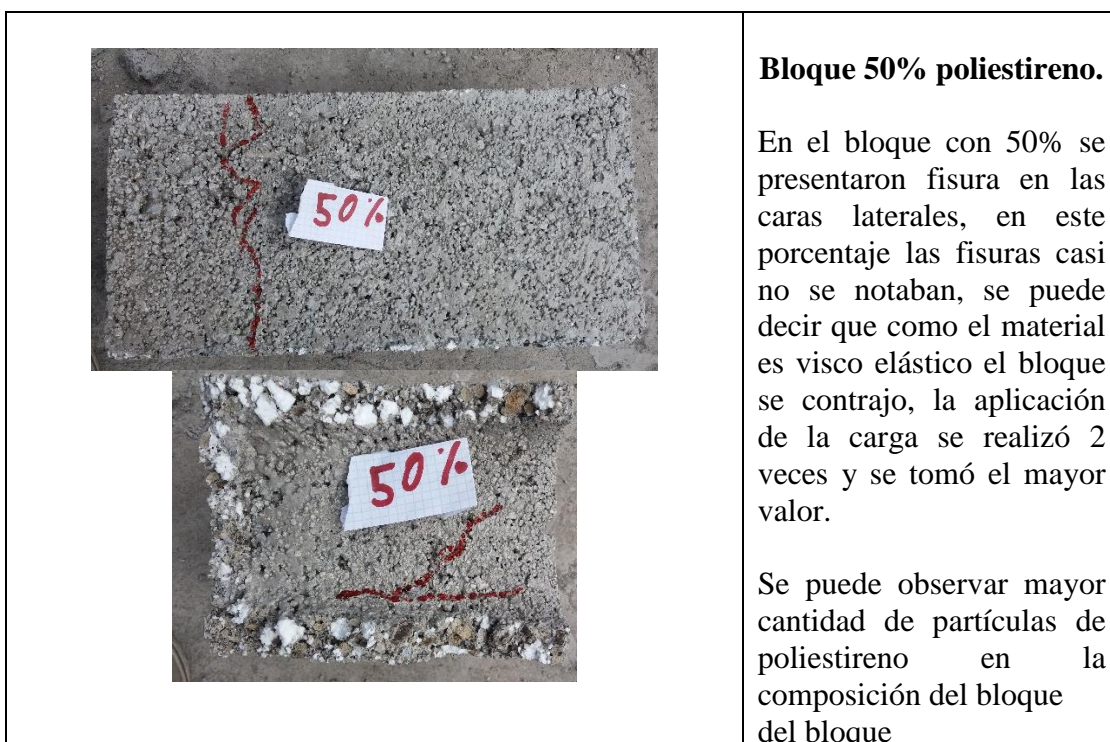 50%
50%
Bloque 50% poliestireno.
En el bloque con 50% se
presentaron fisura en las
caras laterales, en este
porcentaje las fisuras casi
no se notaban, se puede
decir que como el material
es visco elástico el bloque
se contrajo, la aplicación
de la carga se realizó 2
veces y se tomó el mayor
valor.
Se puede observar mayor
cantidad de partículas de
poliestireno en la
composición del bloque
del bloque